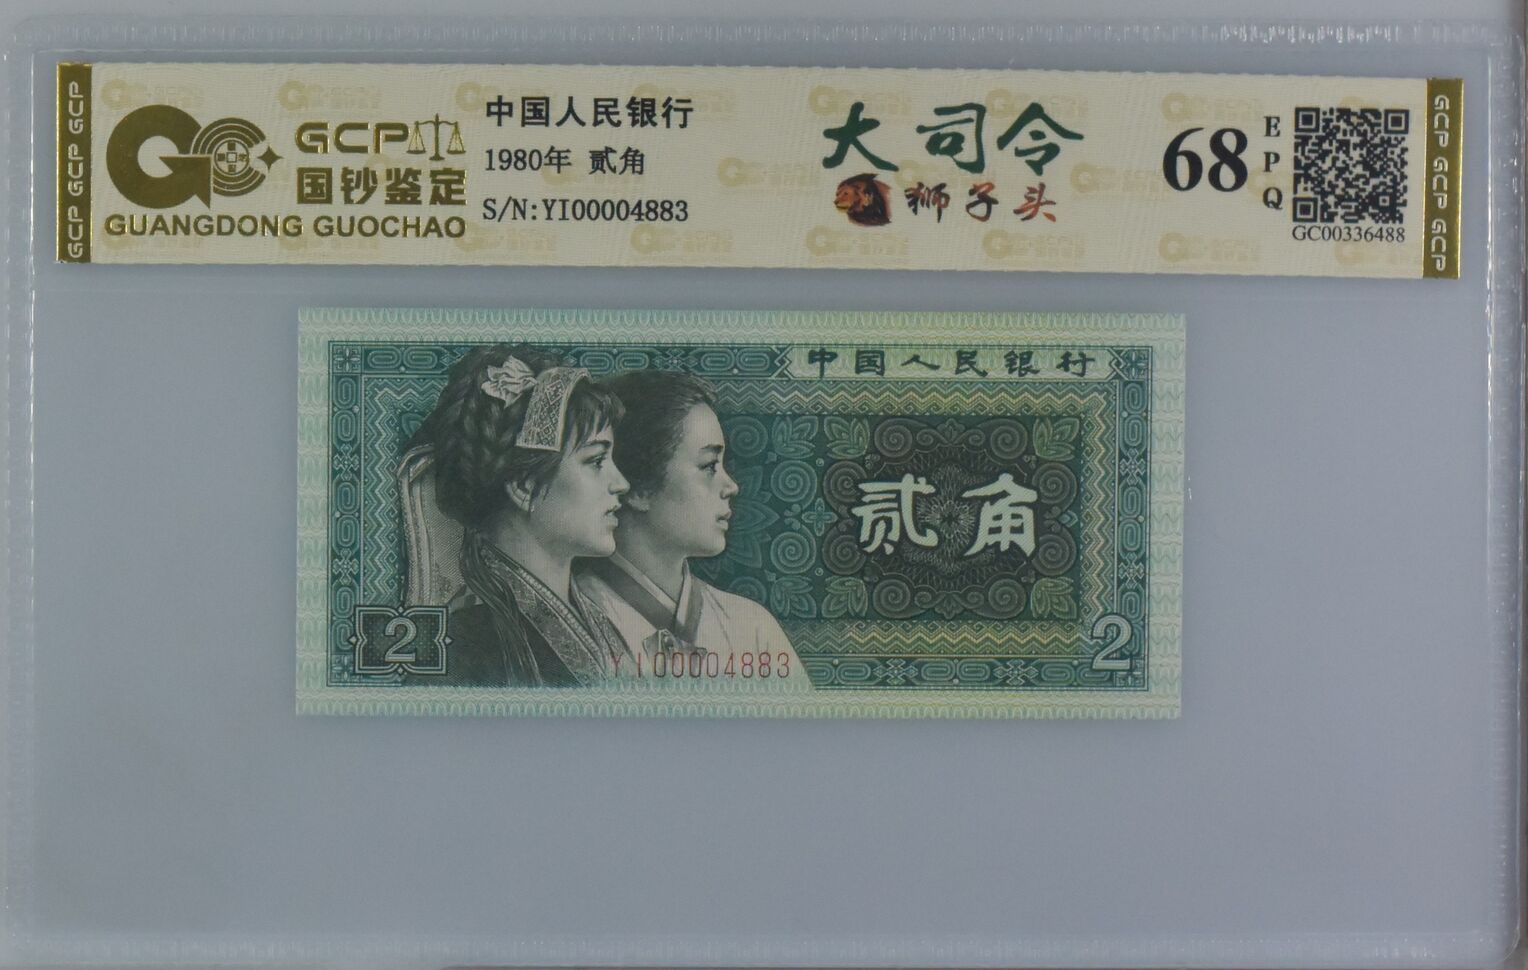 GCP GCP GCP
GC
GCP
国钞鉴定
GUANGDONG GUOCHAO
中国人民银行
1980年 贰角
S/N:YI00004883
大司令
狮子头
68
EPQ
GC00336488
GCP GCP GCP
中国人民银行
贰角
2
YI00004883
2